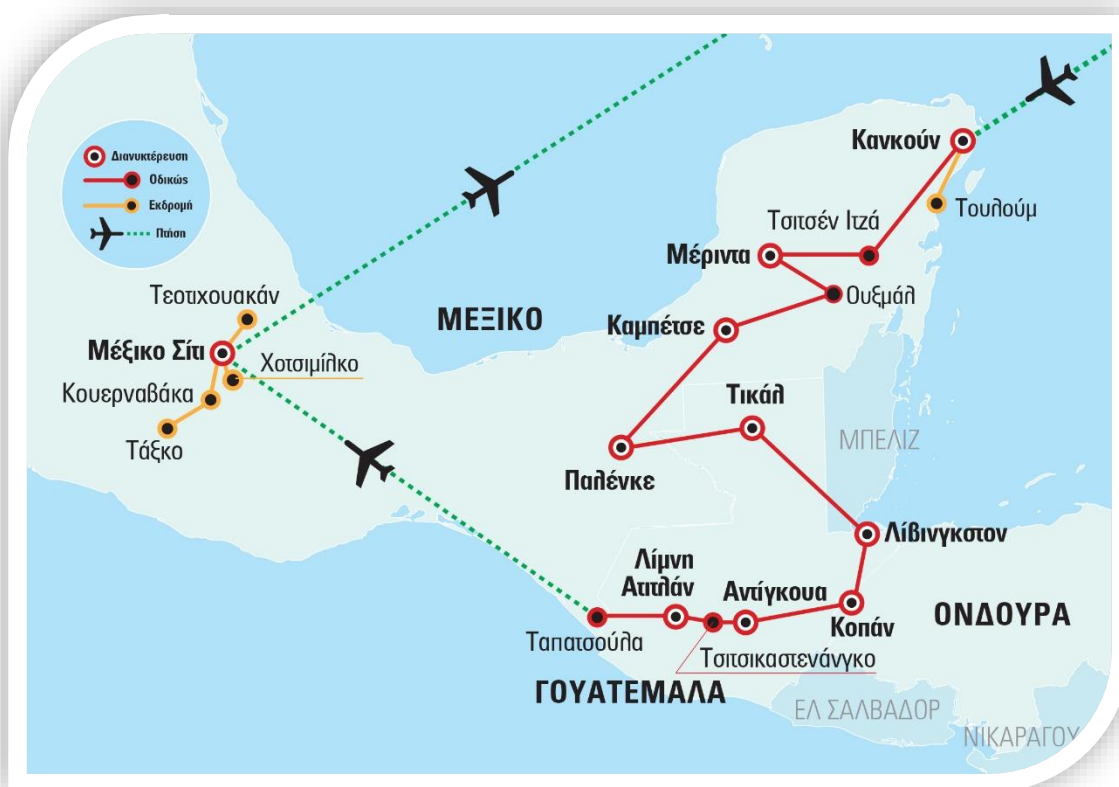 Διανυκτέρευση
Οδικώς
Εκδρομή
Πτήση
Κανκούν
Τουλούμ
Τσιτσέν Ιτζά
Μέριντα
Ουξμάλ
Καμπέτσε
ΜΕΞΙΚΟ
Τεοτιχουακάν
Μέξικο Σίτι
Χοτσιμίλκο
Κουερναβάκα
Τάξκο
Τικάλ
ΜΠΕΛΙΖ
Παλένκε
Λίβινγκστον
Λίμνη
Ατιτλάν
Αντίγκουα
Κοπάν
ΟΝΔΟΥΡΑ
Ταπατσούλα
Τσιτσικαστενάνγκο
ΓΟΥΑΤΕΜΑΛΑ
ΕΛ ΣΑΛΒΑΔΟΡ
ΝΙΚΑΡΑΓΟΥ